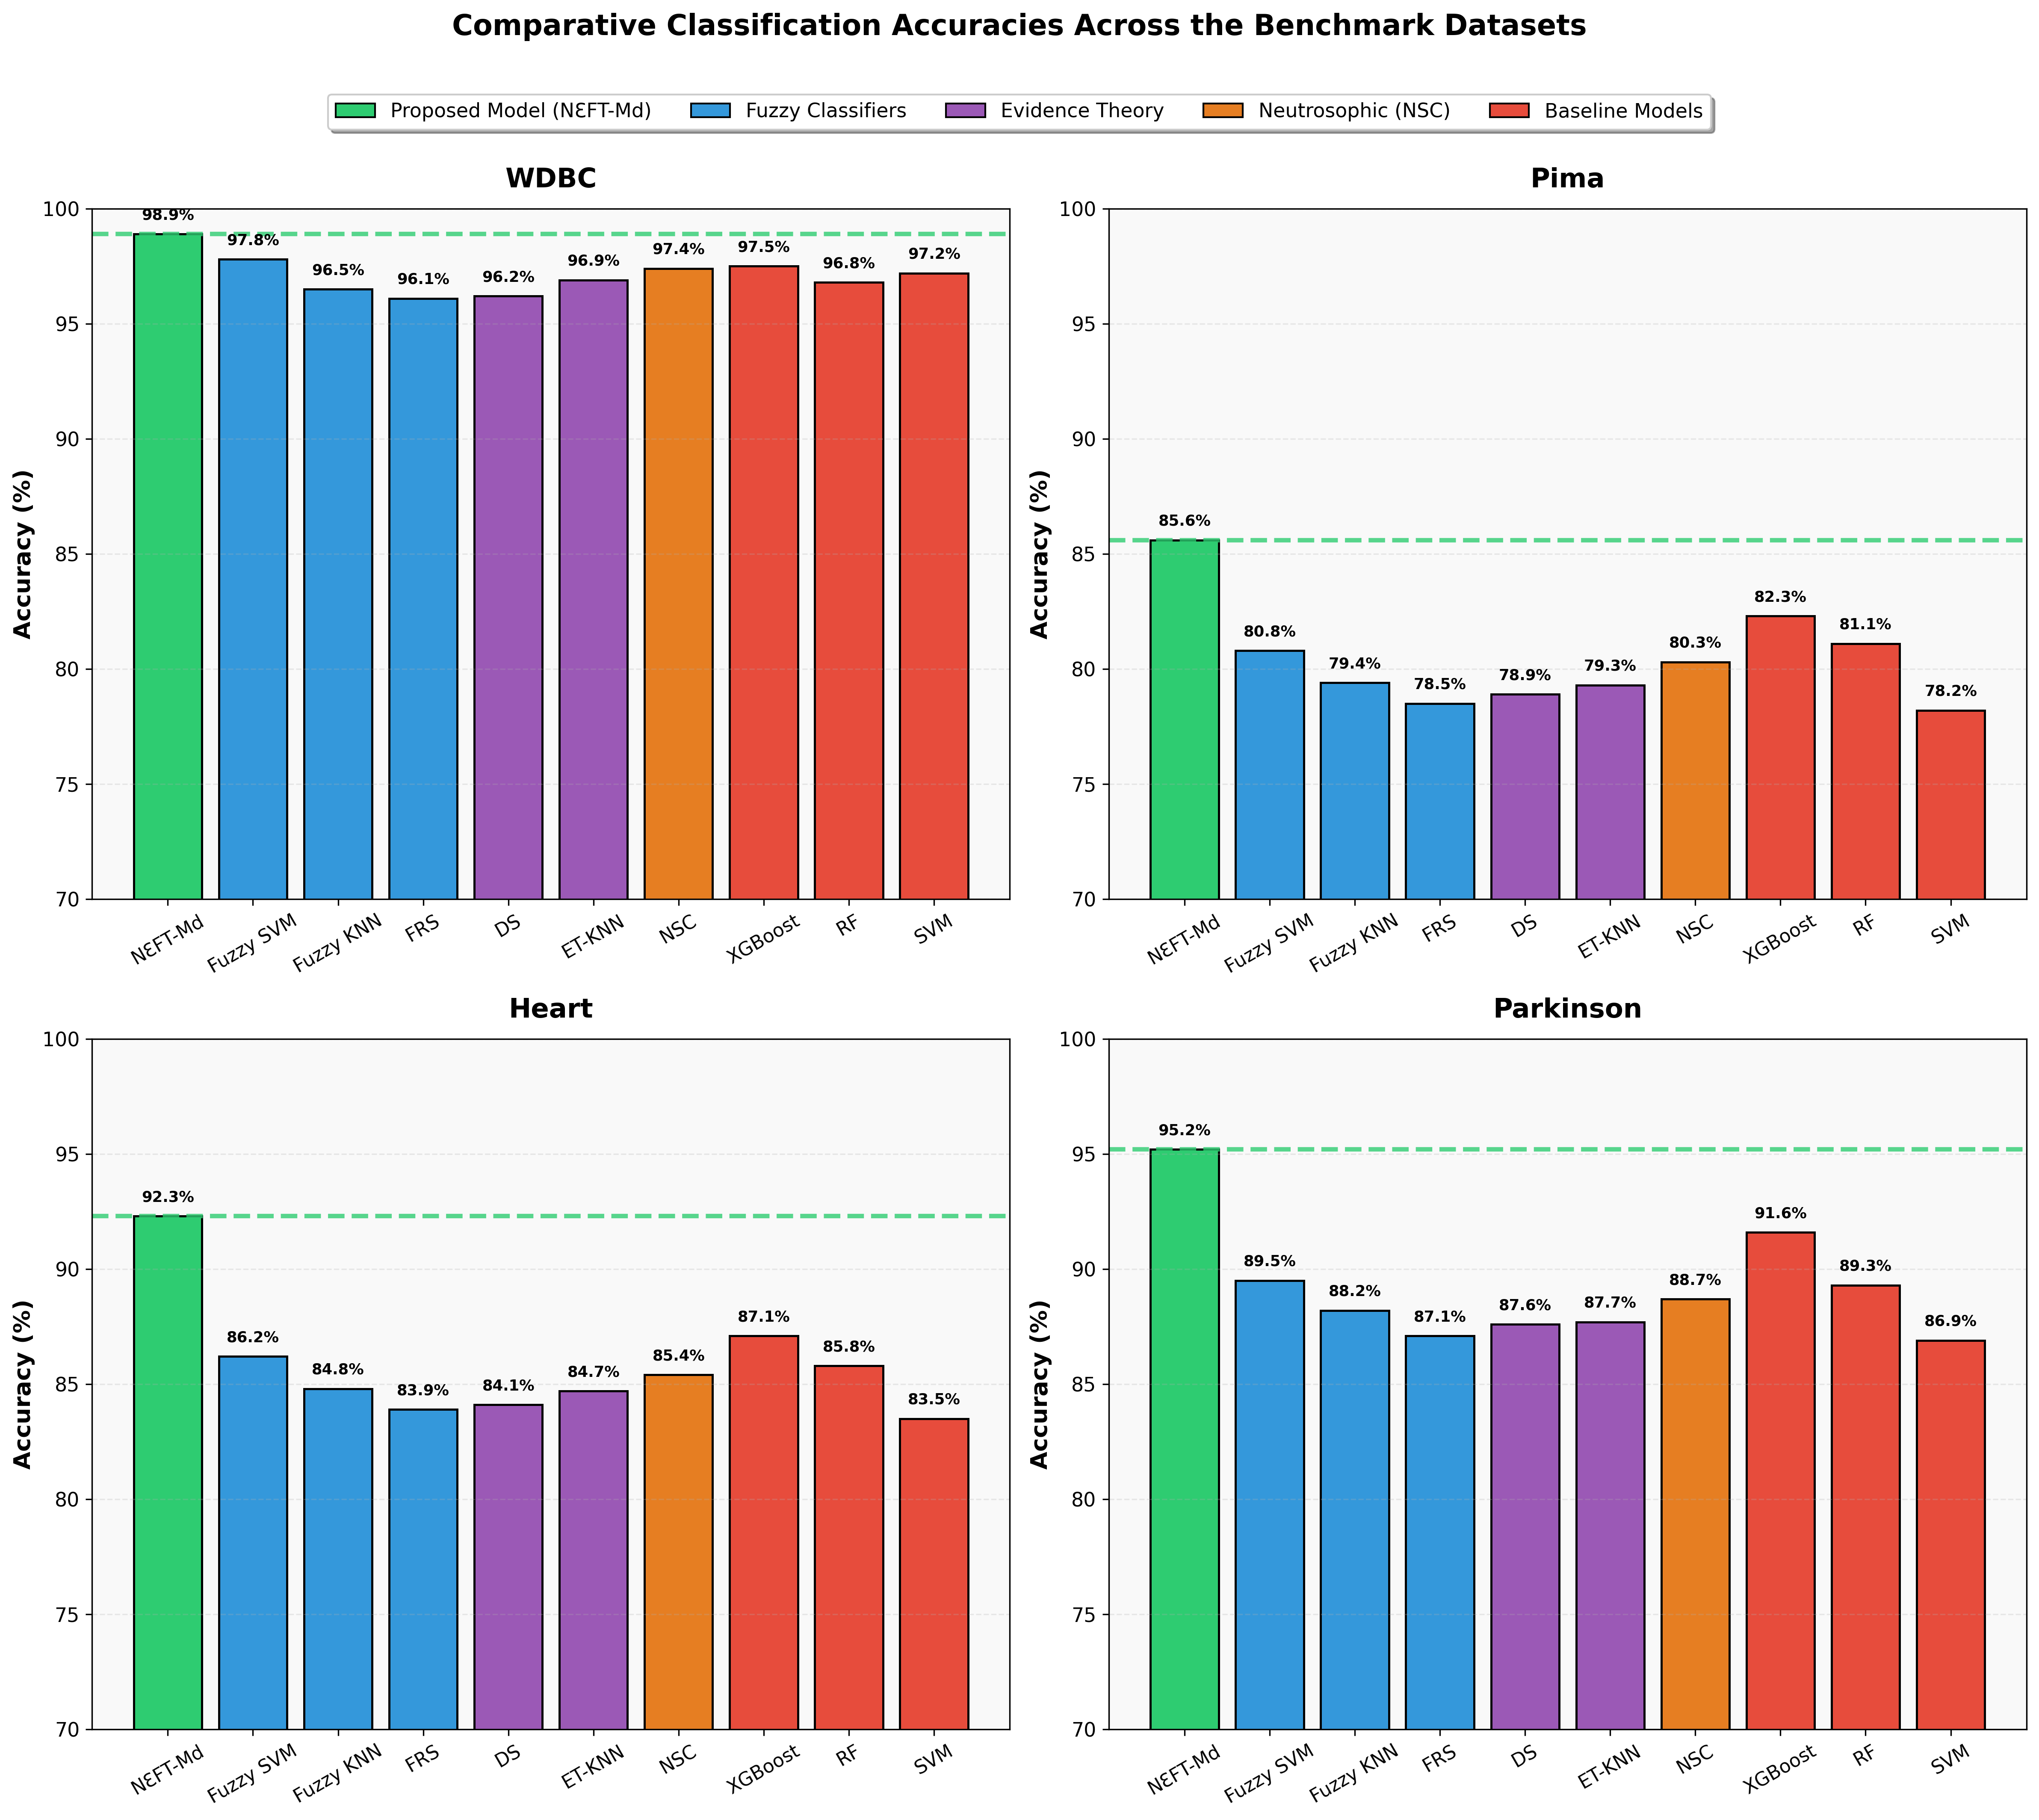 Comparative Classification Accuracies Across the Benchmark Datasets
Proposed Model (NƐFT-Md) Fuzzy Classifiers Evidence Theory Neutrosophic (NSC) Baseline Models
WDBC
Accuracy (%)
100
95
90
85
80
75
70
98.9%
97.8%
96.5%
96.1%
96.2%
96.9%
97.4%
97.5%
96.8%
97.2%
NƐFT-Md
Fuzzy SVM
Fuzzy KNN
FRS
DS
ET-KNN
NSC
XGBoost
RF
SVM
Pima
Accuracy (%)
100
95
90
85
80
75
70
85.6%
80.8%
79.4%
78.5%
78.9%
79.3%
80.3%
82.3%
81.1%
78.2%
NƐFT-Md
Fuzzy SVM
Fuzzy KNN
FRS
DS
ET-KNN
NSC
XGBoost
RF
SVM
Heart
Accuracy (%)
100
95
90
85
80
75
70
92.3%
86.2%
84.8%
83.9%
84.1%
84.7%
85.4%
87.1%
85.8%
83.5%
NƐFT-Md
Fuzzy SVM
Fuzzy KNN
FRS
DS
ET-KNN
NSC
XGBoost
RF
SVM
Parkinson
Accuracy (%)
100
95
90
85
80
75
70
95.2%
89.5%
88.2%
87.1%
87.6%
87.7%
88.7%
91.6%
89.3%
86.9%
NƐFT-Md
Fuzzy SVM
Fuzzy KNN
FRS
DS
ET-KNN
NSC
XGBoost
RF
SVM